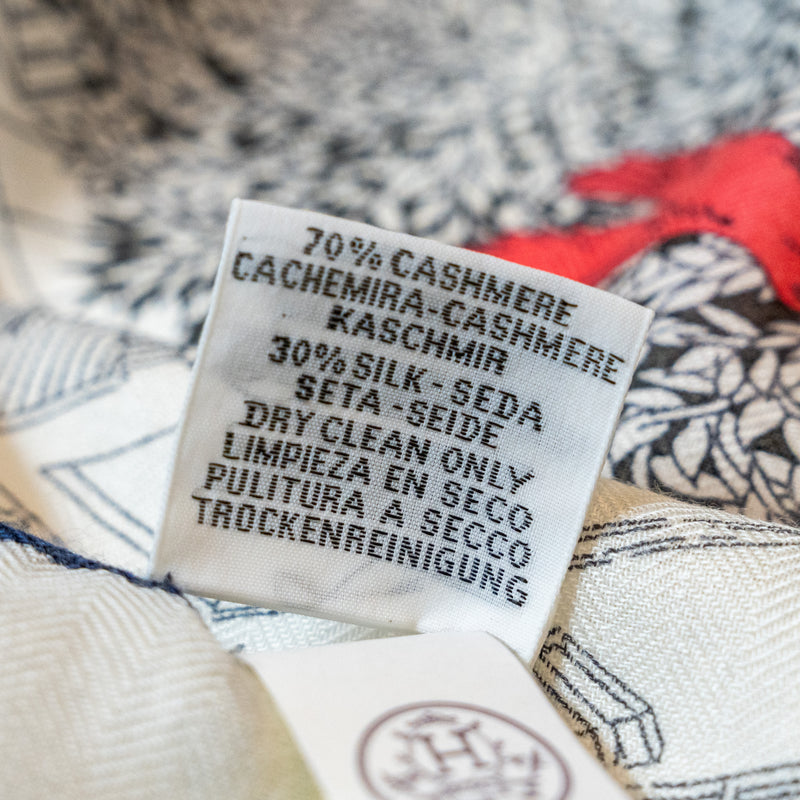 70% CASHMERE
CACHEMIRA-CASHMERE
KASCHMIR
30% SILK - SEDA
SETA - SEIDE
DRY CLEAN ONLY
LIMPIEZA EN SECO
PULITURA A SECCO
TROCKENREINIGUNG
H